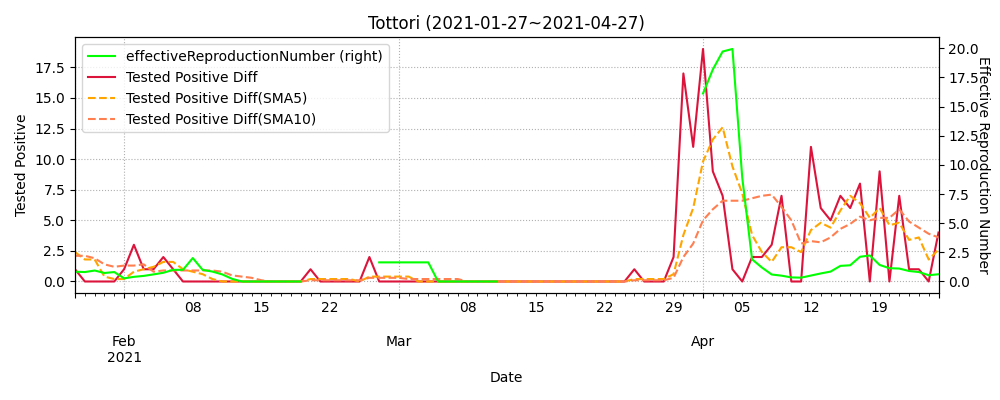 Tottori (2021-01-27~2021-04-27)
effectiveReproductionNumber (right)
Tested Positive Diff
Tested Positive Diff(SMA5)
Tested Positive Diff(SMA10)
Tested Positive
17.5
15.0
12.5
10.0
7.5
5.0
2.5
0.0
20.0
17.5
15.0
12.5
10.0
7.5
5.0
2.5
0.0
Effective Reproduction Number
08 15 22 08 15 22 29 05 12 19
Feb Mar Apr
2021
Date